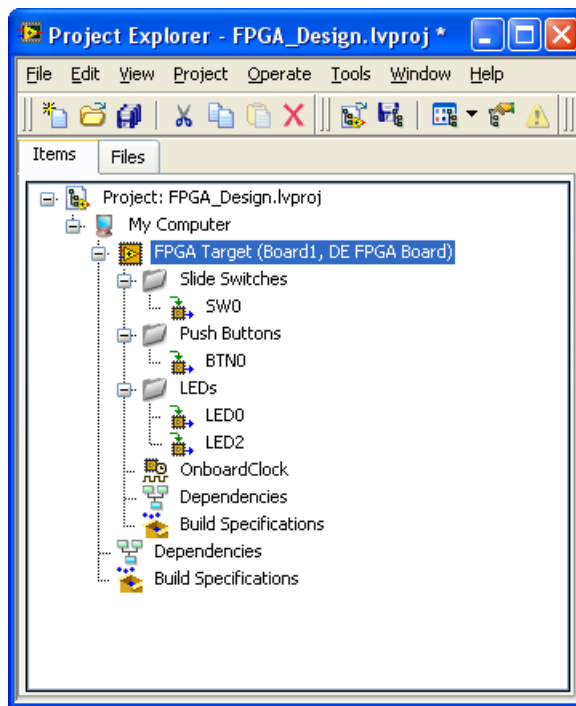 Project Explorer - FPGA_Design.lvproj *
File Edit View Project Operate Tools Window Help
Items Files
Project: FPGA_Design.lvproj
My Computer
FPGA Target (Board1, DE FPGA Board)
Slide Switches
SW0
Push Buttons
BTN0
LEDs
LED0
LED2
OnboardClock
Dependencies
Build Specifications
Dependencies
Build Specifications